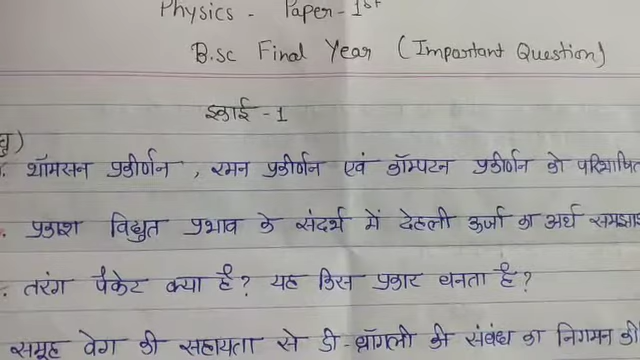 Physics - Paper - 1st
B.sc Final Year (Important Question)
इकाई - 1
थॉमसन प्रकीर्णन, रमन प्रकीर्णन एवं कॉम्पटन प्रकीर्णन को परिभाषित
प्रकाश विद्युत प्रभाव के संदर्भ में देहली ऊर्जा का अर्थ समझाइ
तरंग पैकेट क्या है? यह किस प्रकार बनता है?
समूह वेग की सहायता से डी-ब्रॉगली की संबंध का निगमन की